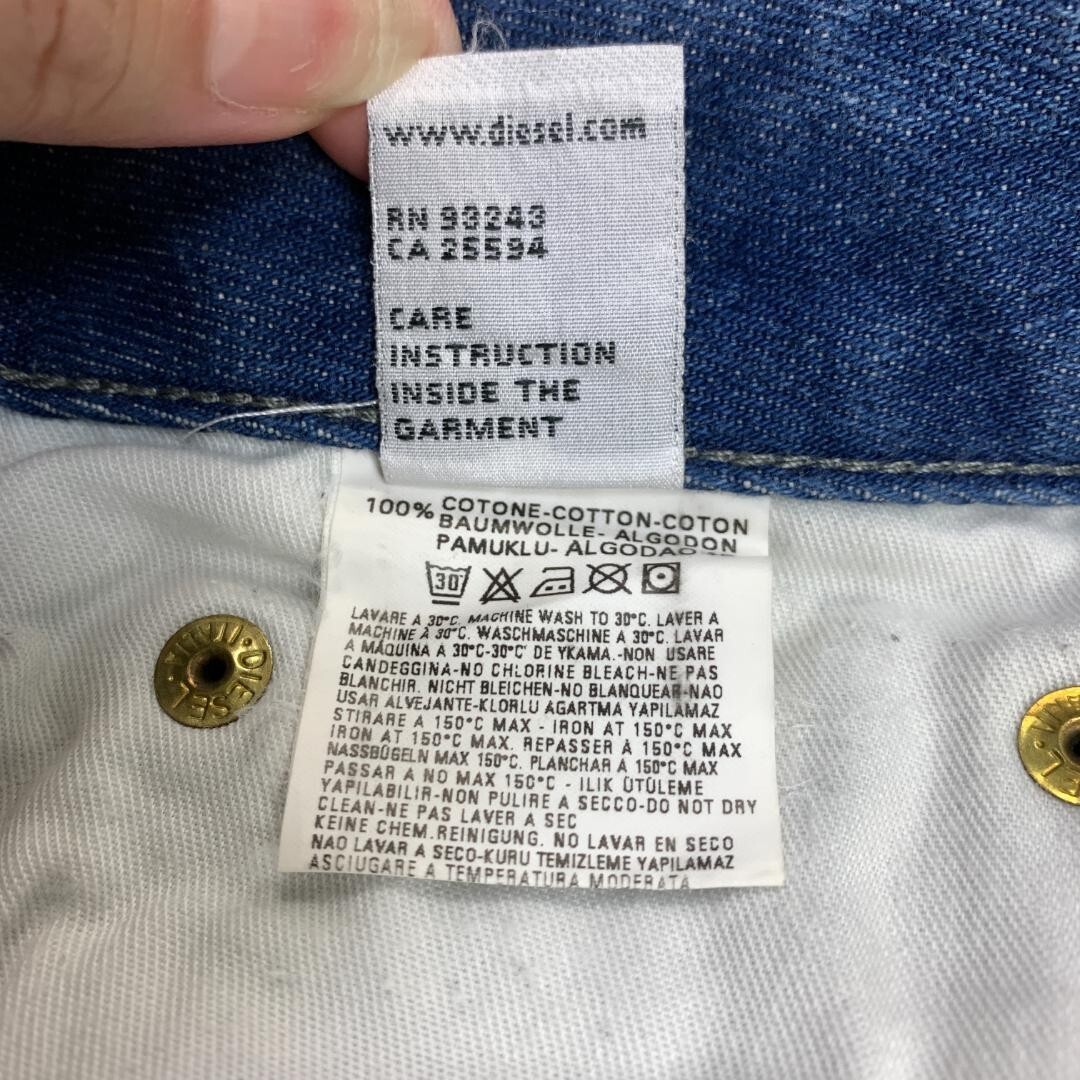 www.diesel.com
RN 93243
CA 25594
CARE
INSTRUCTION
INSIDE THE
GARMENT
100% COTONE-COTTON-COTON
BAUMWOLLE- ALGODON
PAMUKLU-
30
LAVARE A 30°C. MACHINE WASH TO 30°C. LAVER A
MACHINE À 30°C. WASCHMASCHINE A 30°C. LAVAR
A MÁQUINA A 30°C-30°C' DE YKAMA.-NON USARE
CANDEGGINA-NO CHLORINE BLEACH-NE PAS
BLANCHIR. NICHT BLEICHEN-NO BLANQUEAR-NAO
USAR ALVEJANTE-KLORLU AGARTMA YAPILAMAZ
STIRARE A 150°C MAX - IRON AT 150°C MAX
IRON AT 150°C MAX. REPASSER À 150°C MAX
NASSBÜGELN MAX 150°C. PLANCHAR A 150°C MAX
PASSAR A NO MAX 150°C - ILIK ÜTÜLEME
YAPILABILIR-NON PULIRE A SECCO-DO NOT DRY
CLEAN-NE PAS LAVER A SEC
KEINE CHEM.REINIGUNG. NO LAVAR EN SECO
NAO LAVAR A SECO-KURU TEMIZLEME YAPILAMAZ
ASCIUGARE A TEMPERATURA MODERATA
DIESEL